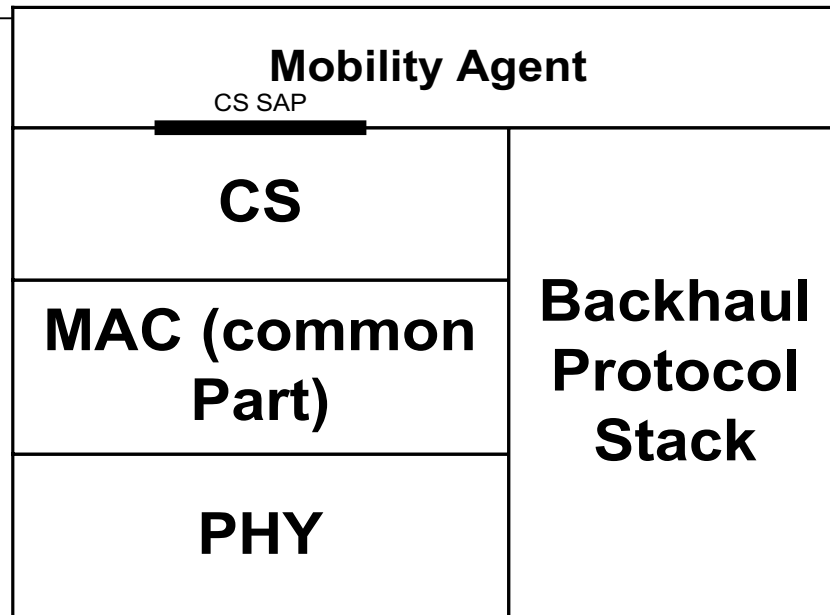 Mobility Agent
CS SAP
CS
MAC (common
Part)
PHY
Backhaul
Protocol
Stack